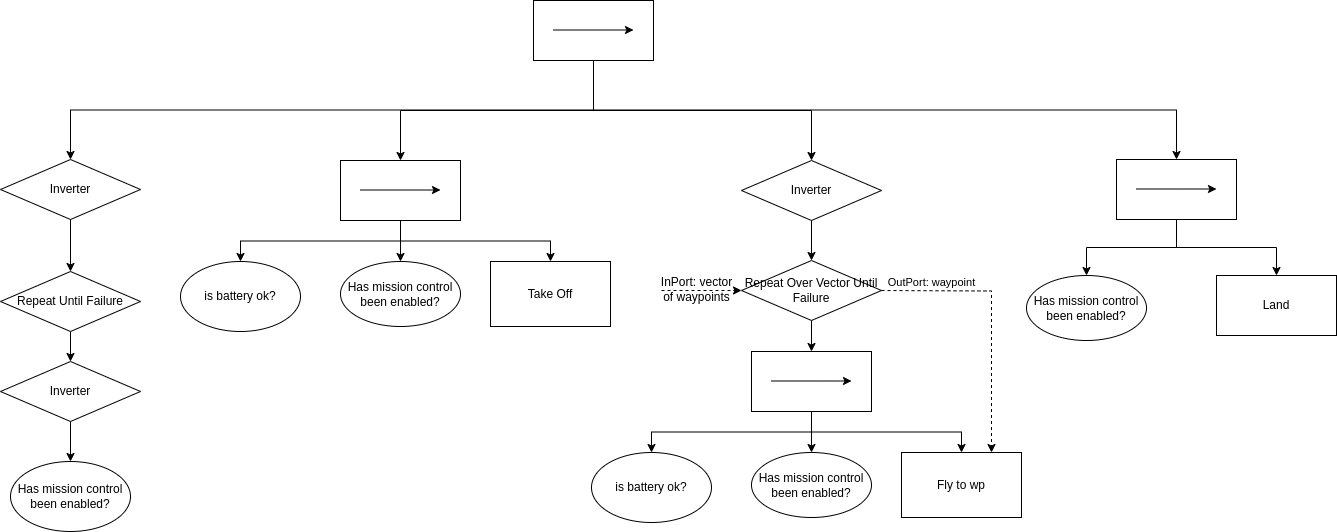 Inverter
Inverter
Repeat Until Failure
is battery ok?
Has mission control
been enabled?
Take Off
InPort: vector
of waypoints
Repeat Over Vector Until
Failure
OutPort: waypoint
Has mission control
been enabled?
Land
Inverter
Has mission control
been enabled?
is battery ok?
Has mission control
been enabled?
Fly to wp